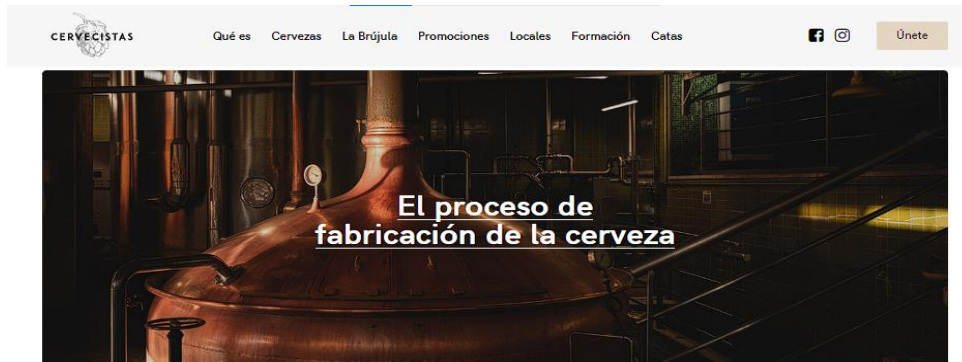 CERVECISTAS
Qué es Cervezas La Brújula Promociones Locales Formación Catas
Únete
El proceso de
fabricación de la cerveza